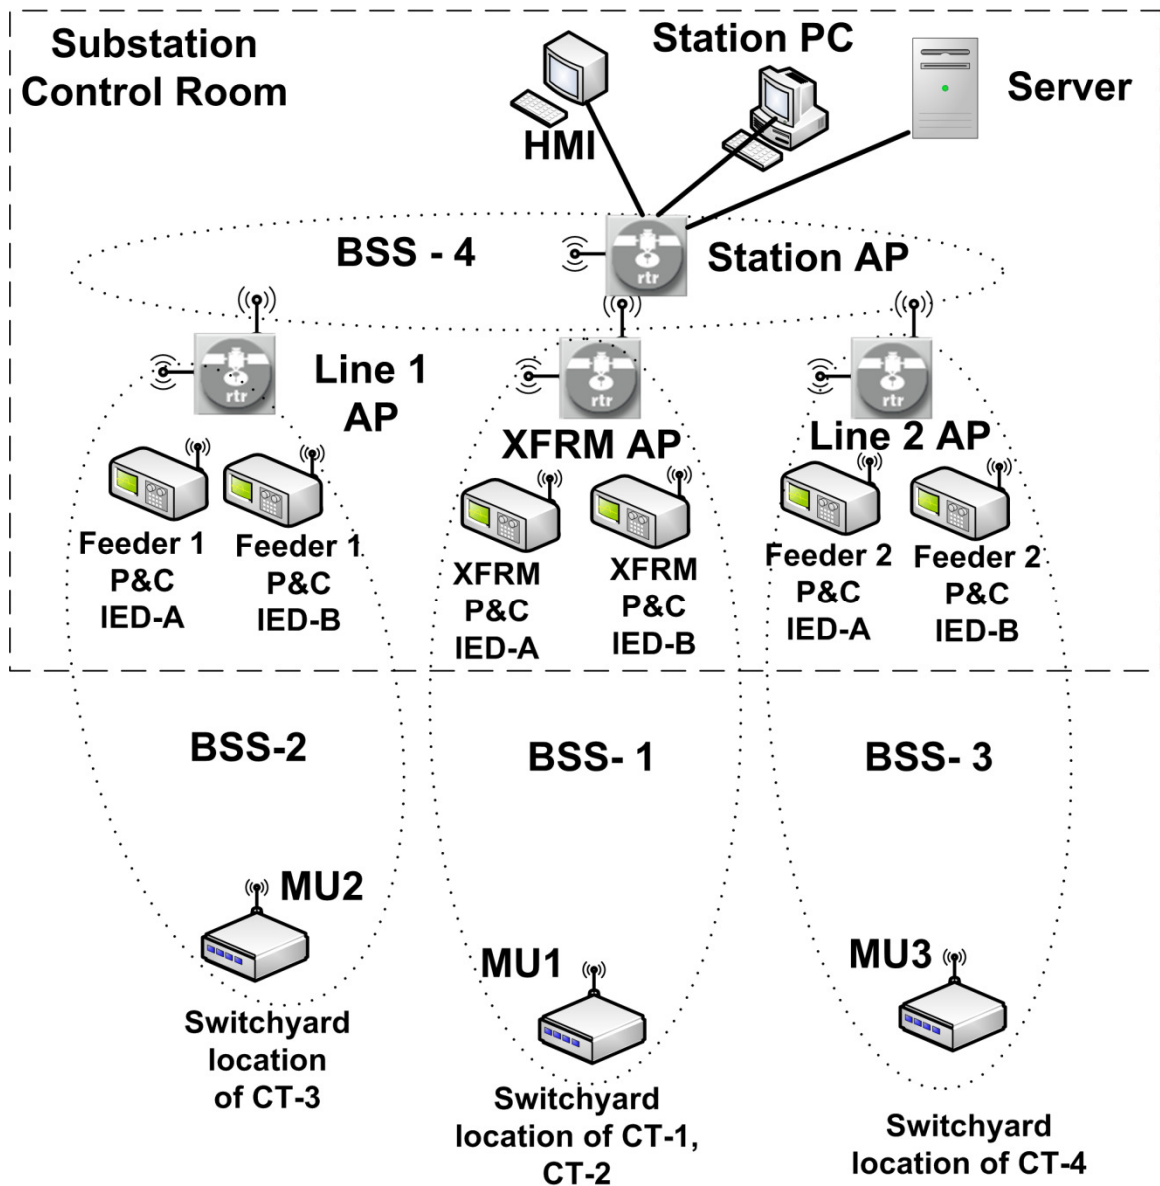 Substation
Control Room
Station PC
Server
HMI
BSS - 4
Station AP
rtr
Line 1
AP
rtr
XFRM AP
rtr
Line 2 AP
rtr
Feeder 1
P&C
IED-A
Feeder 1
P&C
IED-B
XFRM
P&C
IED-A
XFRM
P&C
IED-B
Feeder 2
P&C
IED-A
Feeder 2
P&C
IED-B
BSS-2
BSS- 1
BSS- 3
MU2
Switchyard
location
of CT-3
MU1
Switchyard
location of CT-1,
CT-2
MU3
Switchyard
location of CT-4